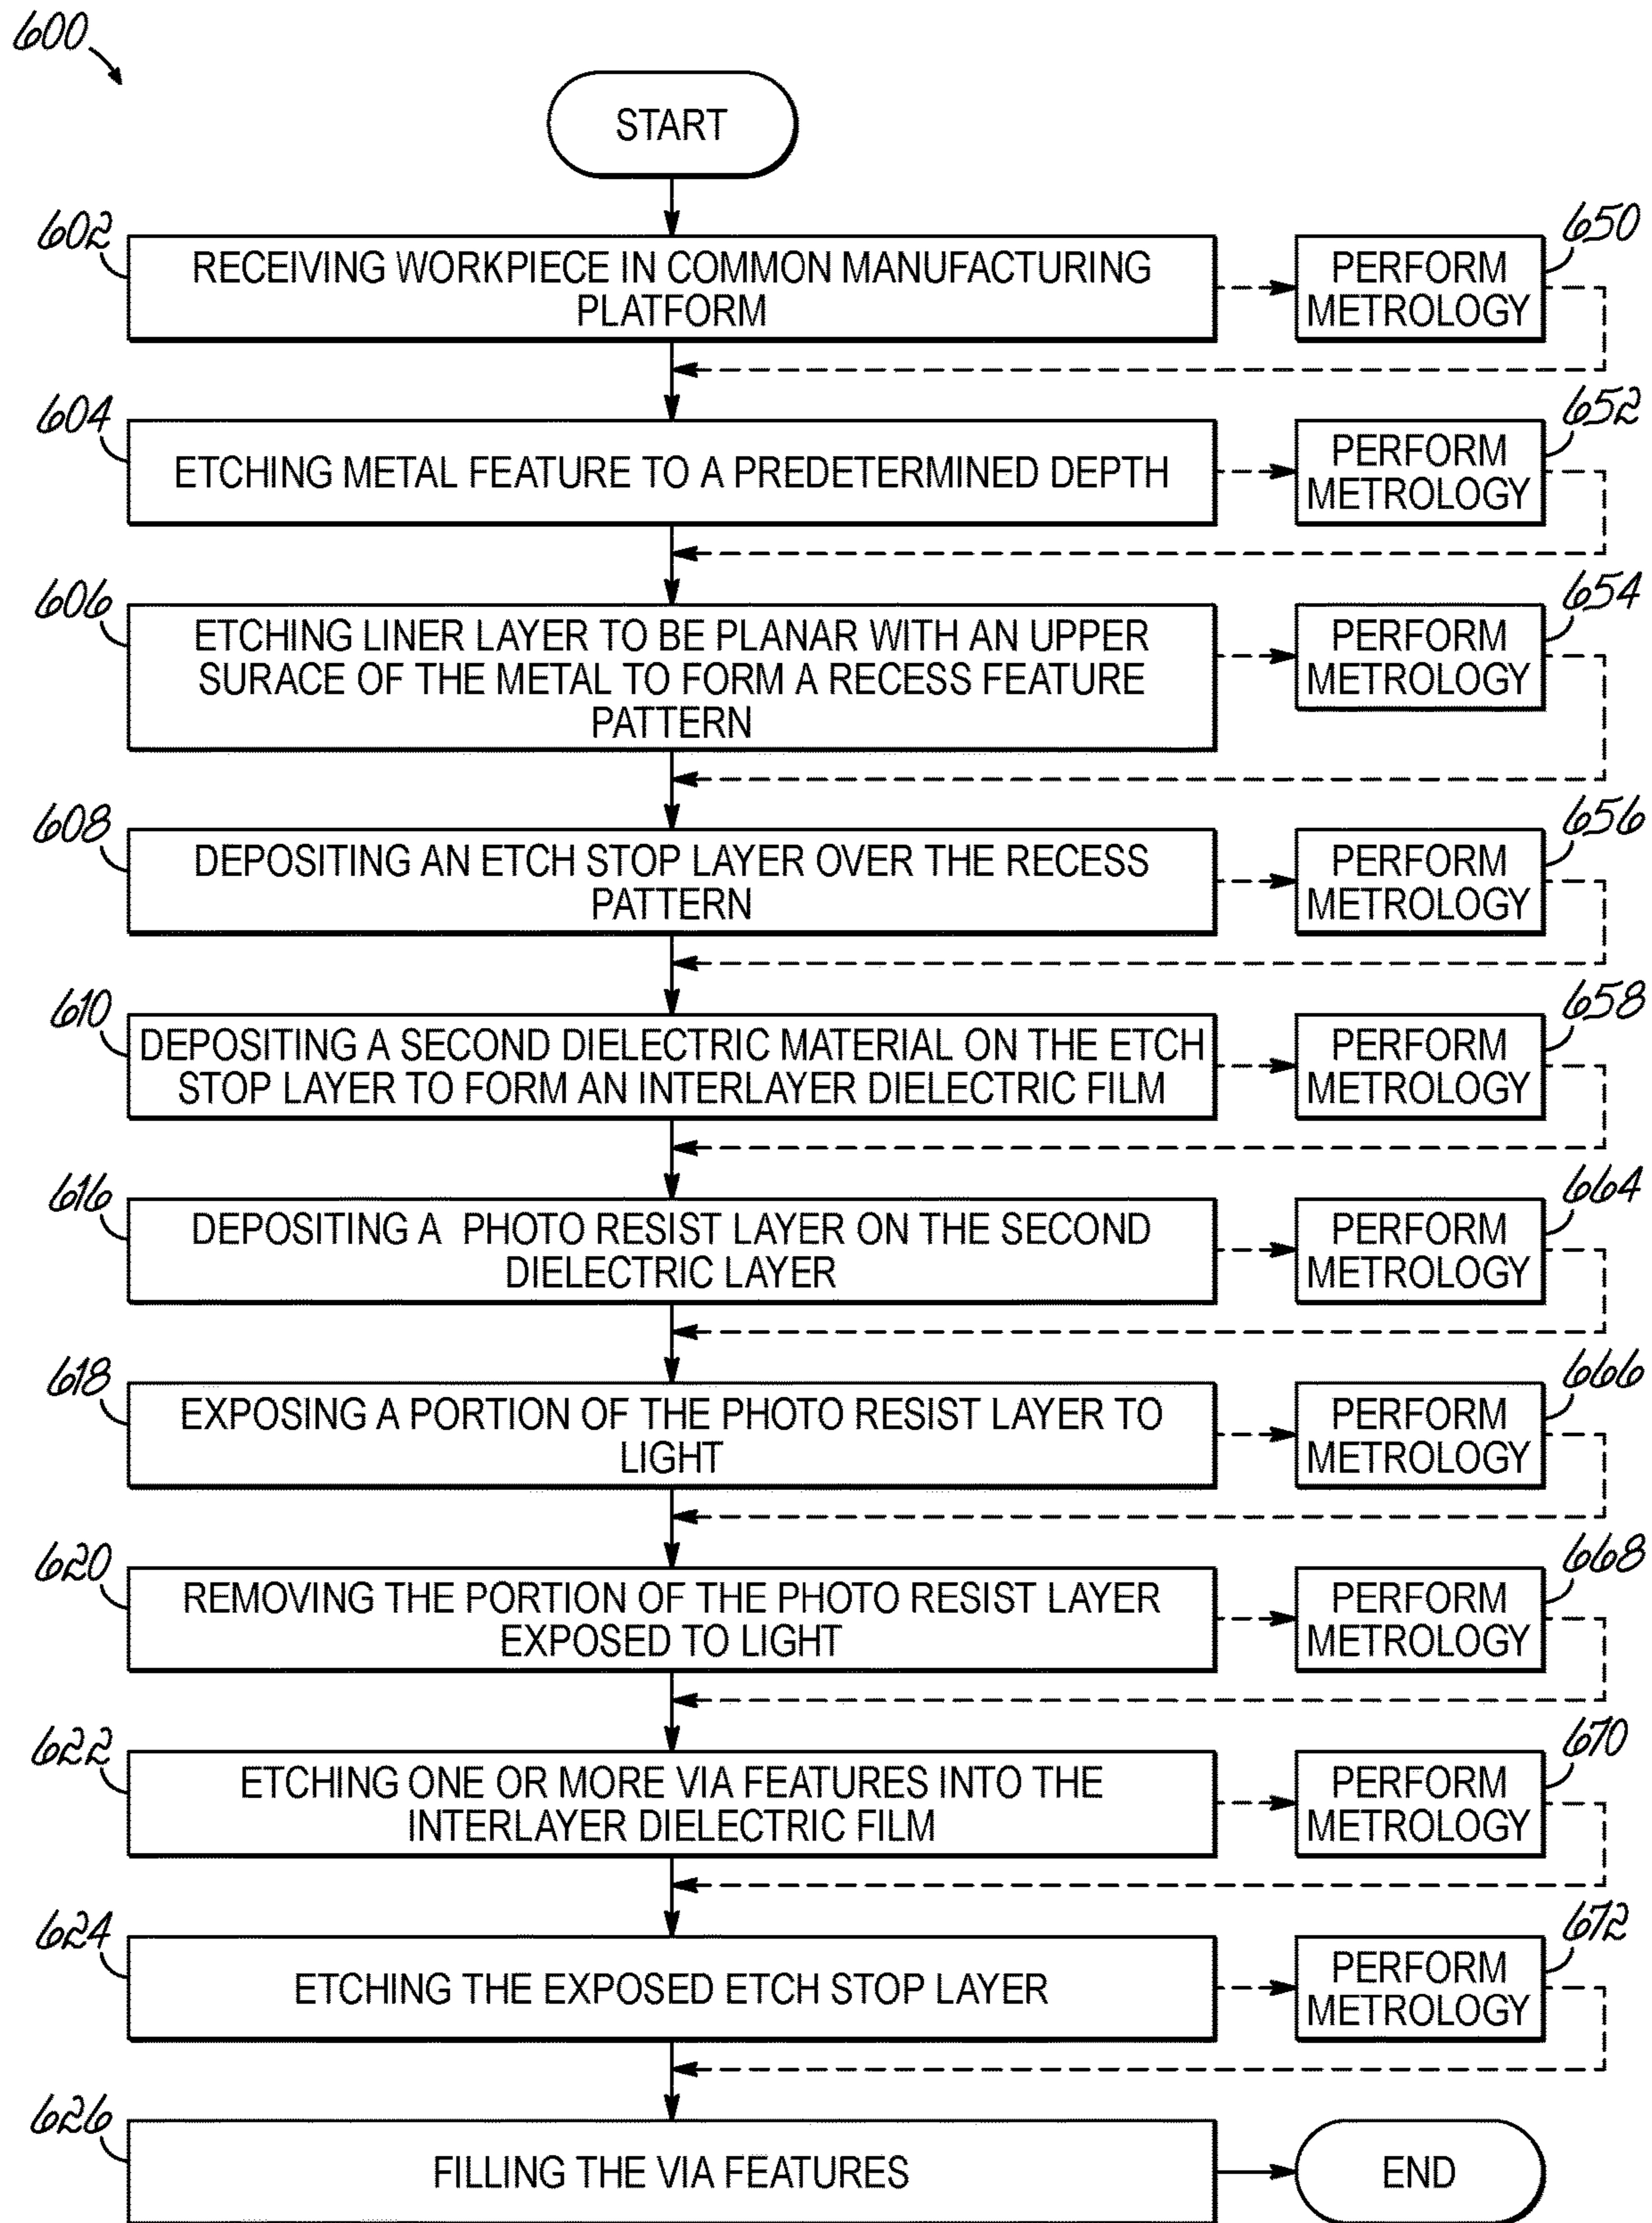 600
START
602
RECEIVING WORKPIECE IN COMMON MANUFACTURING
PLATFORM
650
PERFORM
METROLOGY
604
ETCHING METAL FEATURE TO A PREDETERMINED DEPTH
652
PERFORM
METROLOGY
606
ETCHING LINER LAYER TO BE PLANAR WITH AN UPPER
SURACE OF THE METAL TO FORM A RECESS FEATURE
PATTERN
654
PERFORM
METROLOGY
608
DEPOSITING AN ETCH STOP LAYER OVER THE RECESS
PATTERN
656
PERFORM
METROLOGY
610
DEPOSITING A SECOND DIELECTRIC MATERIAL ON THE ETCH
STOP LAYER TO FORM AN INTERLAYER DIELECTRIC FILM
658
PERFORM
METROLOGY
616
DEPOSITING A PHOTO RESIST LAYER ON THE SECOND
DIELECTRIC LAYER
664
PERFORM
METROLOGY
618
EXPOSING A PORTION OF THE PHOTO RESIST LAYER TO
LIGHT
666
PERFORM
METROLOGY
620
REMOVING THE PORTION OF THE PHOTO RESIST LAYER
EXPOSED TO LIGHT
668
PERFORM
METROLOGY
622
ETCHING ONE OR MORE VIA FEATURES INTO THE
INTERLAYER DIELECTRIC FILM
670
PERFORM
METROLOGY
624
ETCHING THE EXPOSED ETCH STOP LAYER
672
PERFORM
METROLOGY
626
FILLING THE VIA FEATURES
END